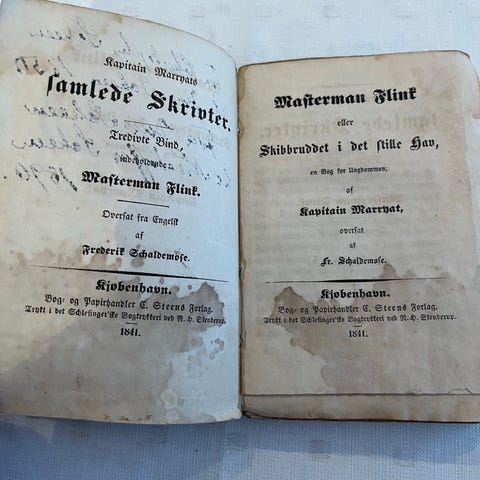 Kapitain Marryats
samlede Skrivter.
Tredivte Bind,
indeholdende:
Masterman Flink.
Oversat fra Engelsk
af
Frederik Schaldemose.
Kjøbenhavn.
Bog- og Papirhandler C. Steens Forlag.
Trykt i det Schlesinger'ske Bogtrykkeri ved N. H. Stenderup.
1841.
Masterman Flink
eller
Skibbruddet i det stille Hav,
en Bog for Ungdommen.
af
Kapitain Marryat,
oversat
af
Fr. Schaldemose.
Kjøbenhavn.
Bog- og Papirhandler C. Steens Forlag.
Trykt i det Schlesinger'ske Bogtrykkeri ved N. H. Stenderup.
1841.